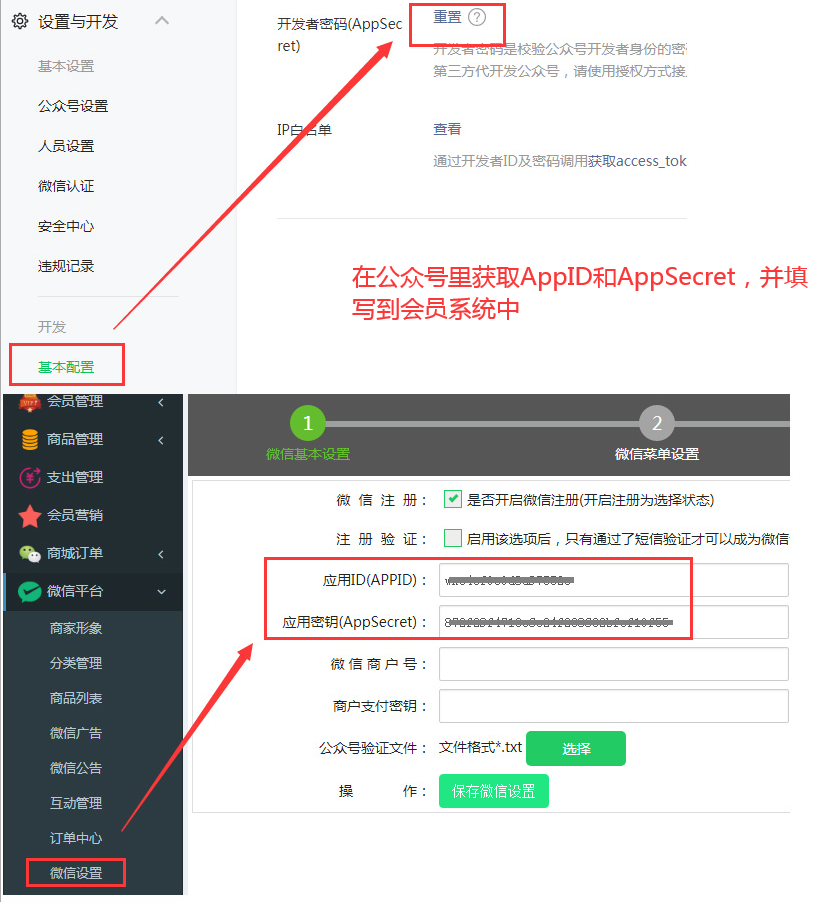 设置与开发
基本设置
公众号设置
人员设置
微信认证
安全中心
违规记录
开发
基本配置
开发者密码(AppSec
ret)
重置
开发者密码是校验公众号开发者身份的密
第三方代开发公众号，请使用授权方式接
IP白名单
查看
通过开发者ID及密码调用获取access_tok
在公众号里获取AppID和AppSecret，并填
写到会员系统中
会员管理
商品管理
支出管理
会员营销
商城订单
微信平台
商家形象
分类管理
商品列表
微信广告
微信公告
互动管理
订单中心
微信设置
1
微信基本设置
2
微信菜单设置
微信注册：
是否开启微信注册(开启注册为选择状态)
注册验证：
启用该选项后，只有通过了短信验证才可以成为微信
应用ID(APPID)：
应用密钥(AppSecret)：
微信商户号：
商户支付密钥：
公众号验证文件：
文件格式*.txt
选择
操作：
保存微信设置